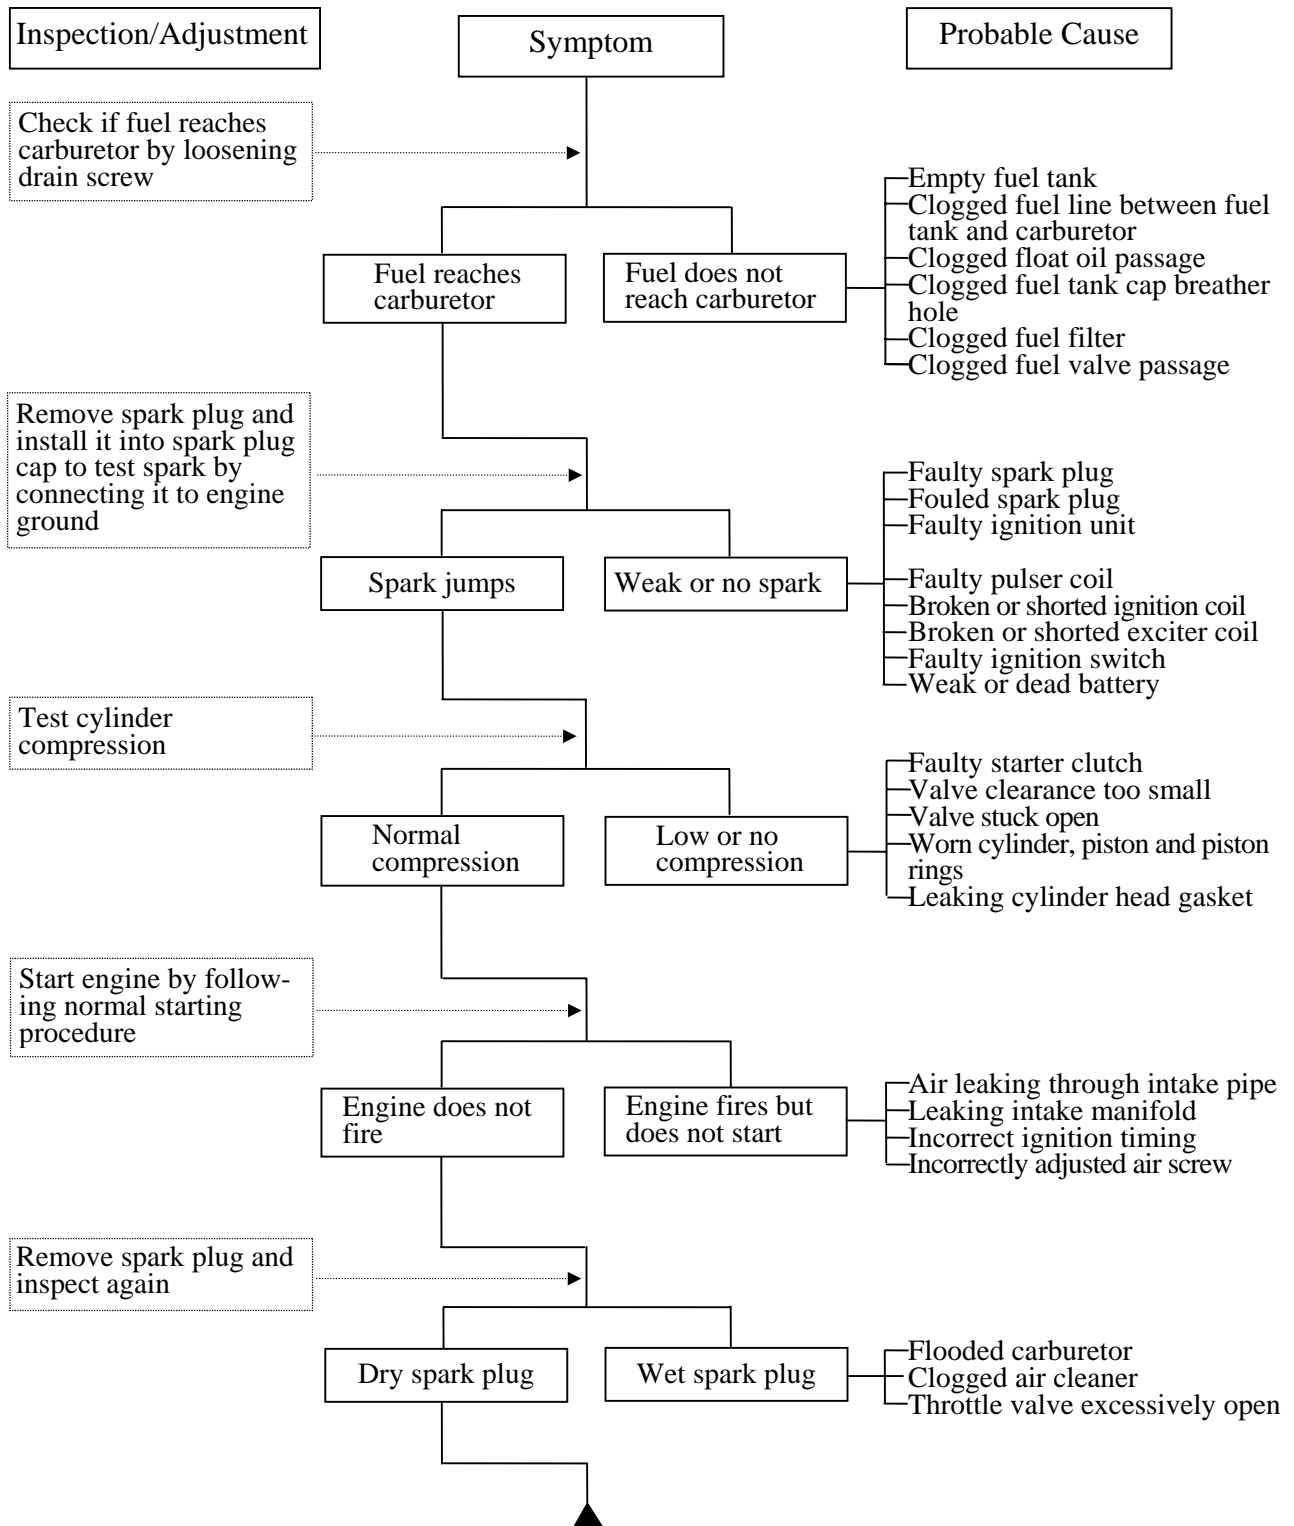 Inspection/Adjustment
Symptom
Probable Cause
Check if fuel reaches
carburetor by loosening
drain screw
Fuel reaches
carburetor
Fuel does not
reach carburetor
Empty fuel tank
Clogged fuel line between fuel
tank and carburetor
Clogged float oil passage
Clogged fuel tank cap breather
hole
Clogged fuel filter
Clogged fuel valve passage
Remove spark plug and
install it into spark plug
cap to test spark by
connecting it to engine
ground
Spark jumps
Weak or no spark
Faulty spark plug
Fouled spark plug
Faulty ignition unit
Faulty pulser coil
Broken or shorted ignition coil
Broken or shorted exciter coil
Faulty ignition switch
Weak or dead battery
Test cylinder
compression
Normal
compression
Low or no
compression
Faulty starter clutch
Valve clearance too small
Valve stuck open
Worn cylinder, piston and piston
rings
Leaking cylinder head gasket
Start engine by follow-
ing normal starting
procedure
Engine does not
fire
Engine fires but
does not start
Air leaking through intake pipe
Leaking intake manifold
Incorrect ignition timing
Incorrectly adjusted air screw
Remove spark plug and
inspect again
Dry spark plug
Wet spark plug
Flooded carburetor
Clogged air cleaner
Throttle valve excessively open